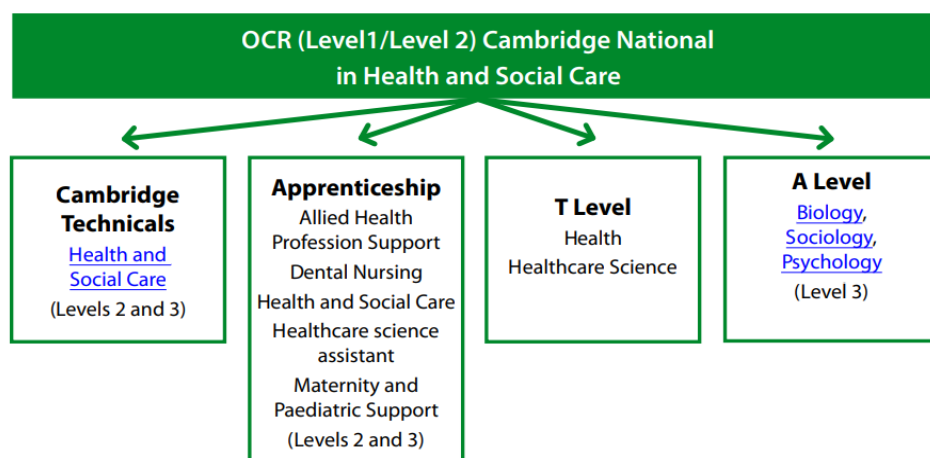 OCR (Level1/Level 2) Cambridge National
in Health and Social Care
Cambridge
Technicals
Health and
Social Care
(Levels 2 and 3)
Apprenticeship
Allied Health
Profession Support
Dental Nursing
Health and Social Care
Healthcare science
assistant
Maternity and
Paediatric Support
(Levels 2 and 3)
T Level
Health
Healthcare Science
A Level
Biology,
Sociology,
Psychology
(Level 3)